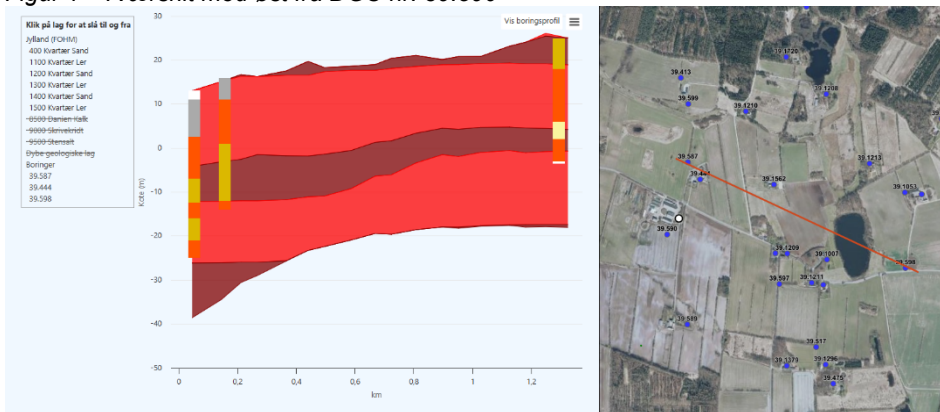 Vis boringsprofil
Klik på lag for at slå til og fra
Jylland (FOHM)
400 Kvartær Sand
1100 Kvartær Ler
1200 Kvartær Sand
1300 Kvartær Ler
1400 Kvartær Sand
1500 Kvartær Ler
8500 Danien Kalk
9000 Skrivekridt
9500 Stensalt
Dybe geologiske lag
Boringer
39.587
39.444
39.598
Kote (m)
30
20
10
0
-10
-20
-30
-40
-50
0
0,2
0,4
0,6
0,8
1
1,2
km
39.413
39.599
39.1210
39.1208
39.587
39.1562
39.1213
39.1053
39.590
39.1209
39.1007
39.598
39.597
39.1211
39.589
39.517
39.1379
39.1296
39.475